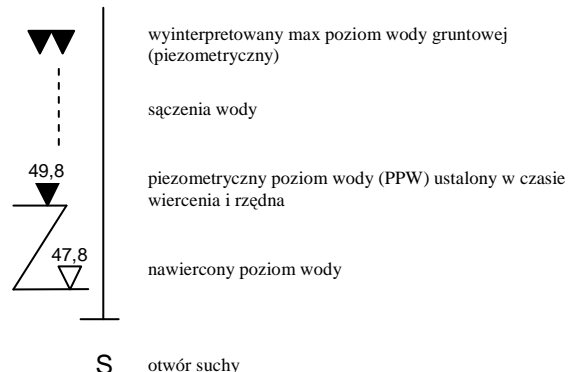 wyinterpretowany max poziom wody gruntowej
(piezometryczny)
sączenia wody
49,8
piezometryczny poziom wody (PPW) ustalony w czasie
wiercenia i rzędna
47,8
nawiercony poziom wody
S otwór suchy